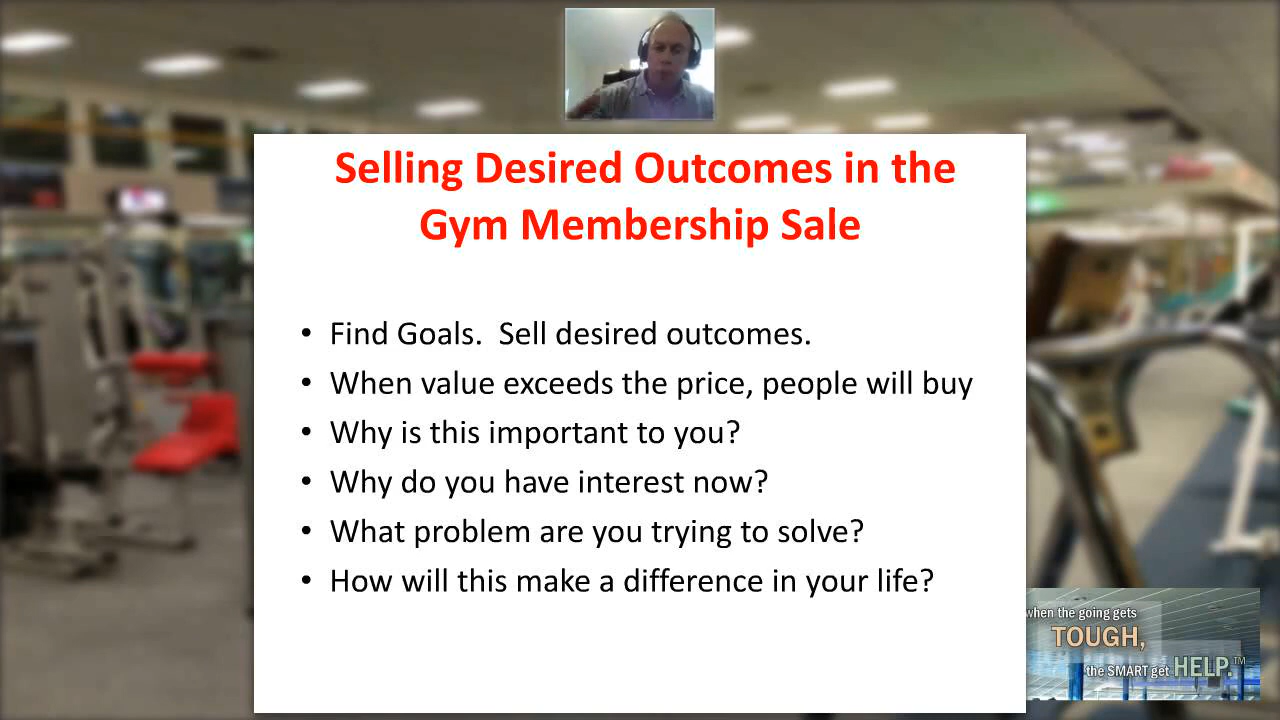 Selling Desired Outcomes in the
Gym Membership Sale
• Find Goals.  Sell desired outcomes.
• When value exceeds the price, people will buy
• Why is this important to you?
• Why do you have interest now?
• What problem are you trying to solve?
• How will this make a difference in your life?
when the going gets
TOUGH,
the SMART get HELP.™